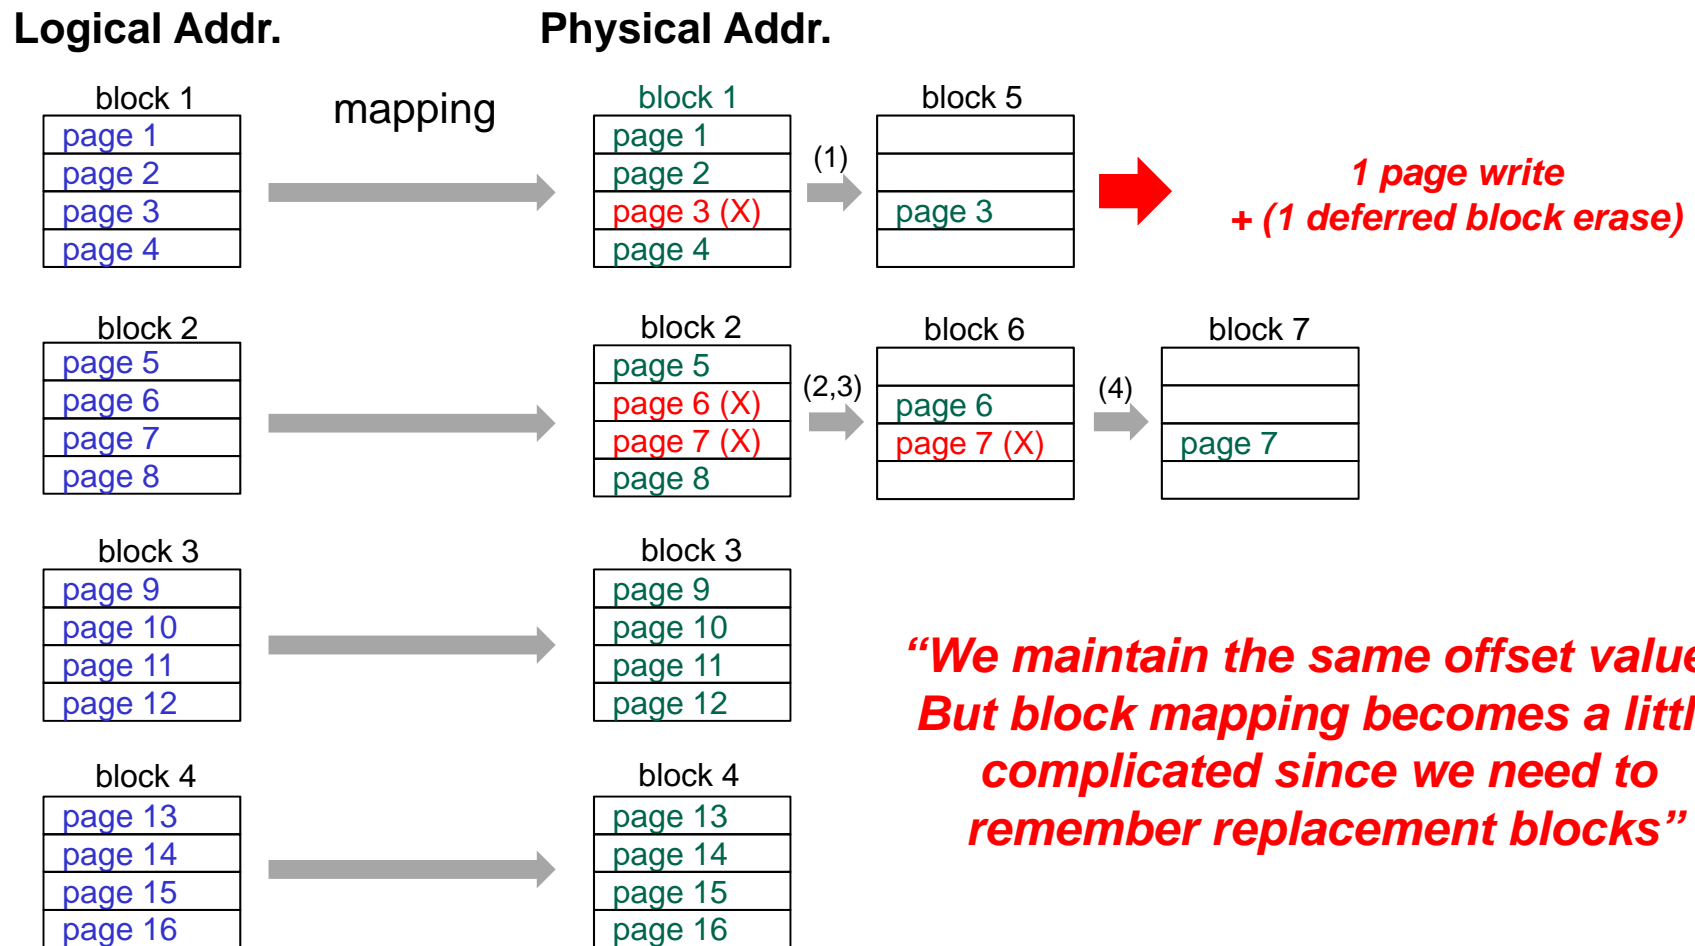 Logical Addr.
Physical Addr.
block 1
mapping
block 1
block 5
page 1
page 2
page 3
page 4
page 1
page 2
page 3 (X)
page 4
(1)
page 3
1 page write
+ (1 deferred block erase)
block 2
block 2
block 6
block 7
page 5
page 6
page 7
page 8
page 5
page 6 (X)
page 7 (X)
page 8
(2,3)
page 6
page 7 (X)
(4)
page 7
block 3
block 3
page 9
page 10
page 11
page 12
page 9
page 10
page 11
page 12
“We maintain the same offset value
But block mapping becomes a littl
complicated since we need to
remember replacement blocks”
block 4
block 4
page 13
page 14
page 15
page 16
page 13
page 14
page 15
page 16